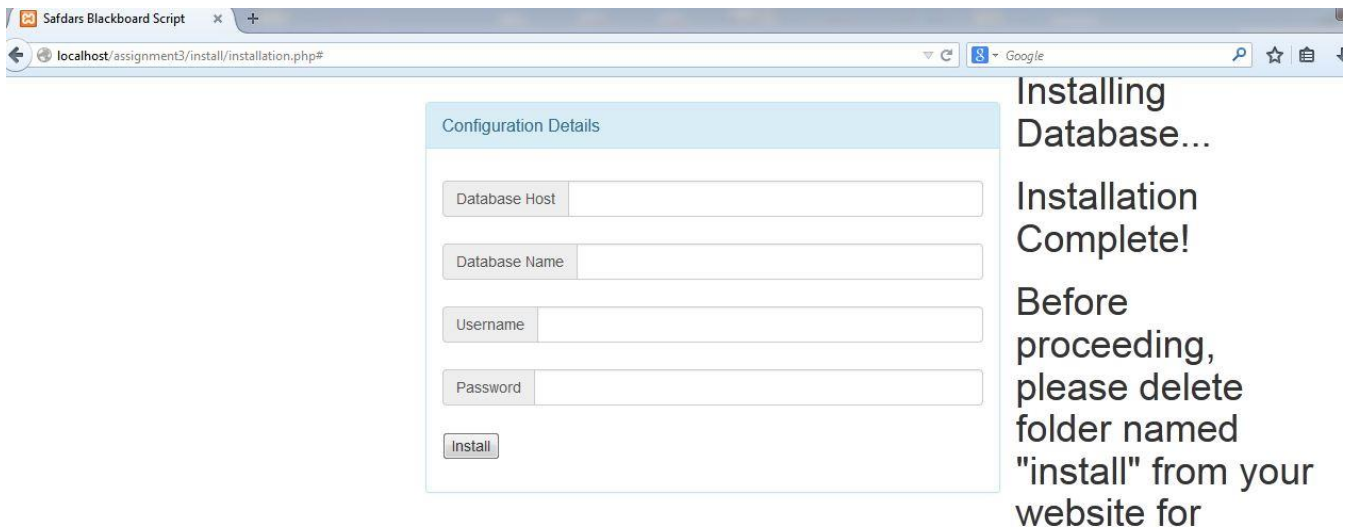 Safdars Blackboard Script
localhost/assignment3/install/installation.php#
Google
Configuration Details
Database Host
Database Name
Username
Password
Install
Installing
Database...
Installation
Complete!
Before
proceeding,
please delete
folder named
"install" from your
website for